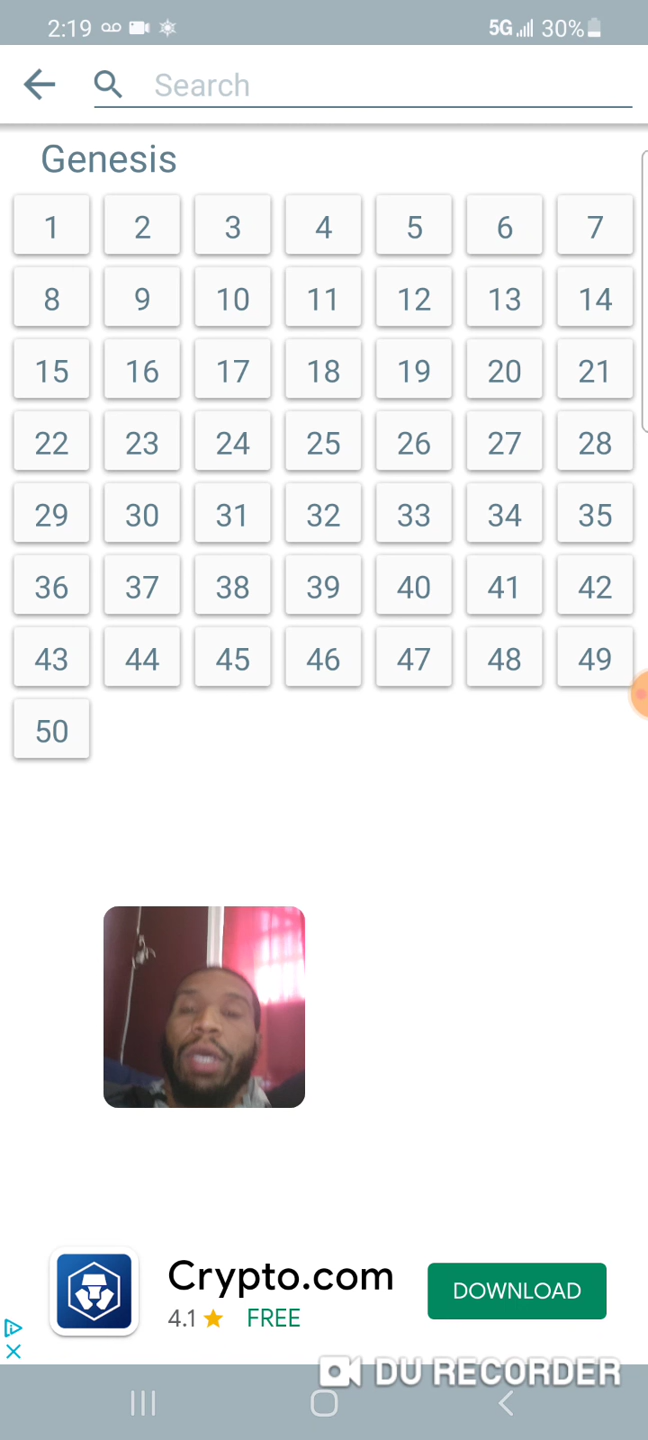 2:19 5G 30%
Search
Genesis
1 2 3 4 5 6 7
8 9 10 11 12 13 14
15 16 17 18 19 20 21
22 23 24 25 26 27 28
29 30 31 32 33 34 35
36 37 38 39 40 41 42
43 44 45 46 47 48 49
50
Crypto.com
4.1 FREE
DOWNLOAD
DU RECORDER